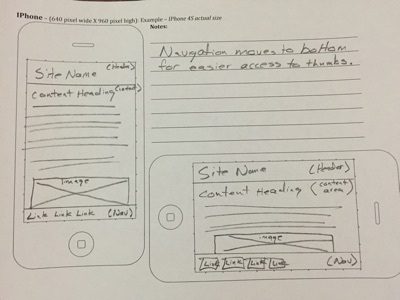 IPhone - (640 pixel wide X 960 pixel high): Example - IPhone 4S actual size
Notes:
Navagation moves to bottom
for easier access to thumbs.
Site Name (Header)
Content Heading (content)
image
Link Link Link (Nav)
Site Name (Header)
Content Heading (content area)
image
Link Link Link Link (Nav)